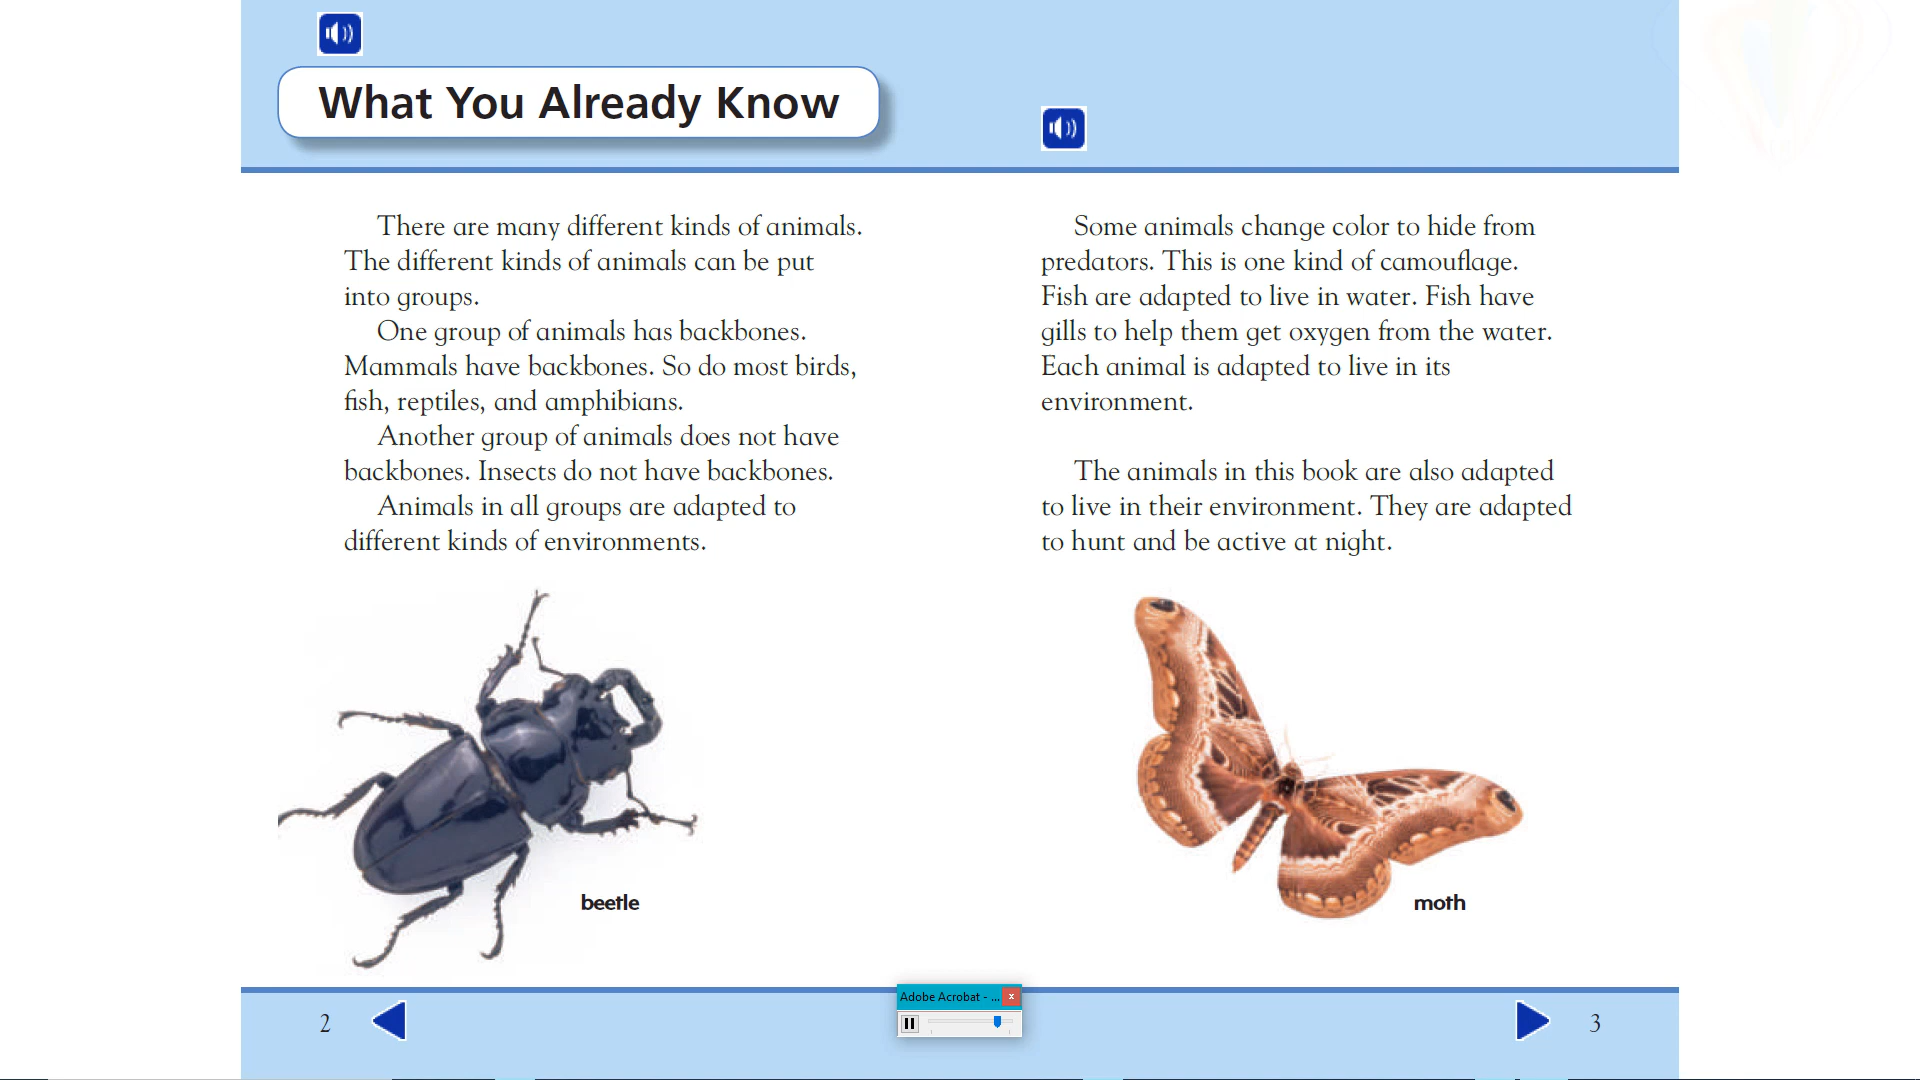 What You Already Know
There are many different kinds of animals.
The different kinds of animals can be put
into groups.
One group of animals has backbones.
Mammals have backbones. So do most birds,
fish, reptiles, and amphibians.
Another group of animals does not have
backbones. Insects do not have backbones.
Animals in all groups are adapted to
different kinds of environments.
beetle
2
Some animals change color to hide from
predators. This is one kind of camouflage.
Fish are adapted to live in water. Fish have
gills to help them get oxygen from the water.
Each animal is adapted to live in its
environment.
The animals in this book are also adapted
to live in their environment. They are adapted
to hunt and be active at night.
moth
3
Adobe Acrobat - ...
x